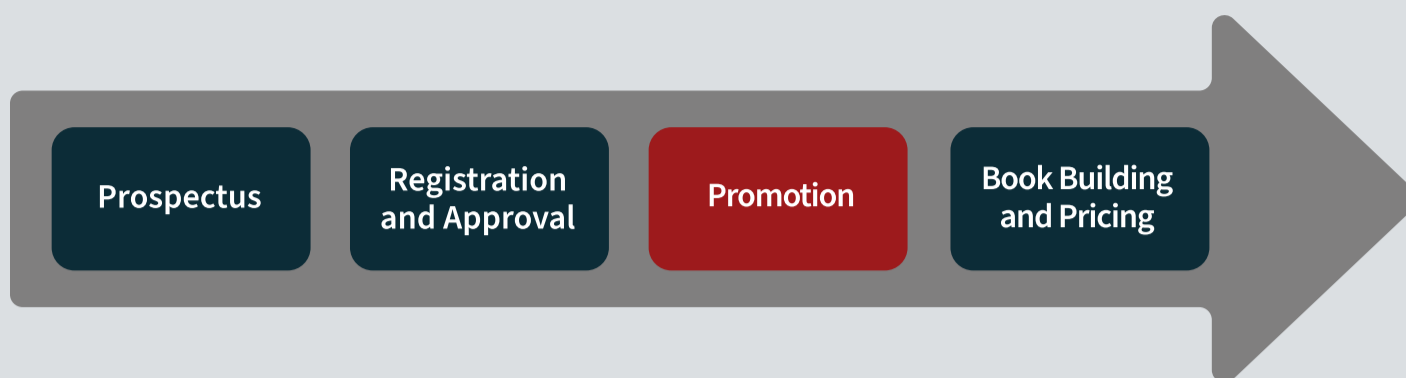 Prospectus
Registration
and Approval
Promotion
Book Building
and Pricing